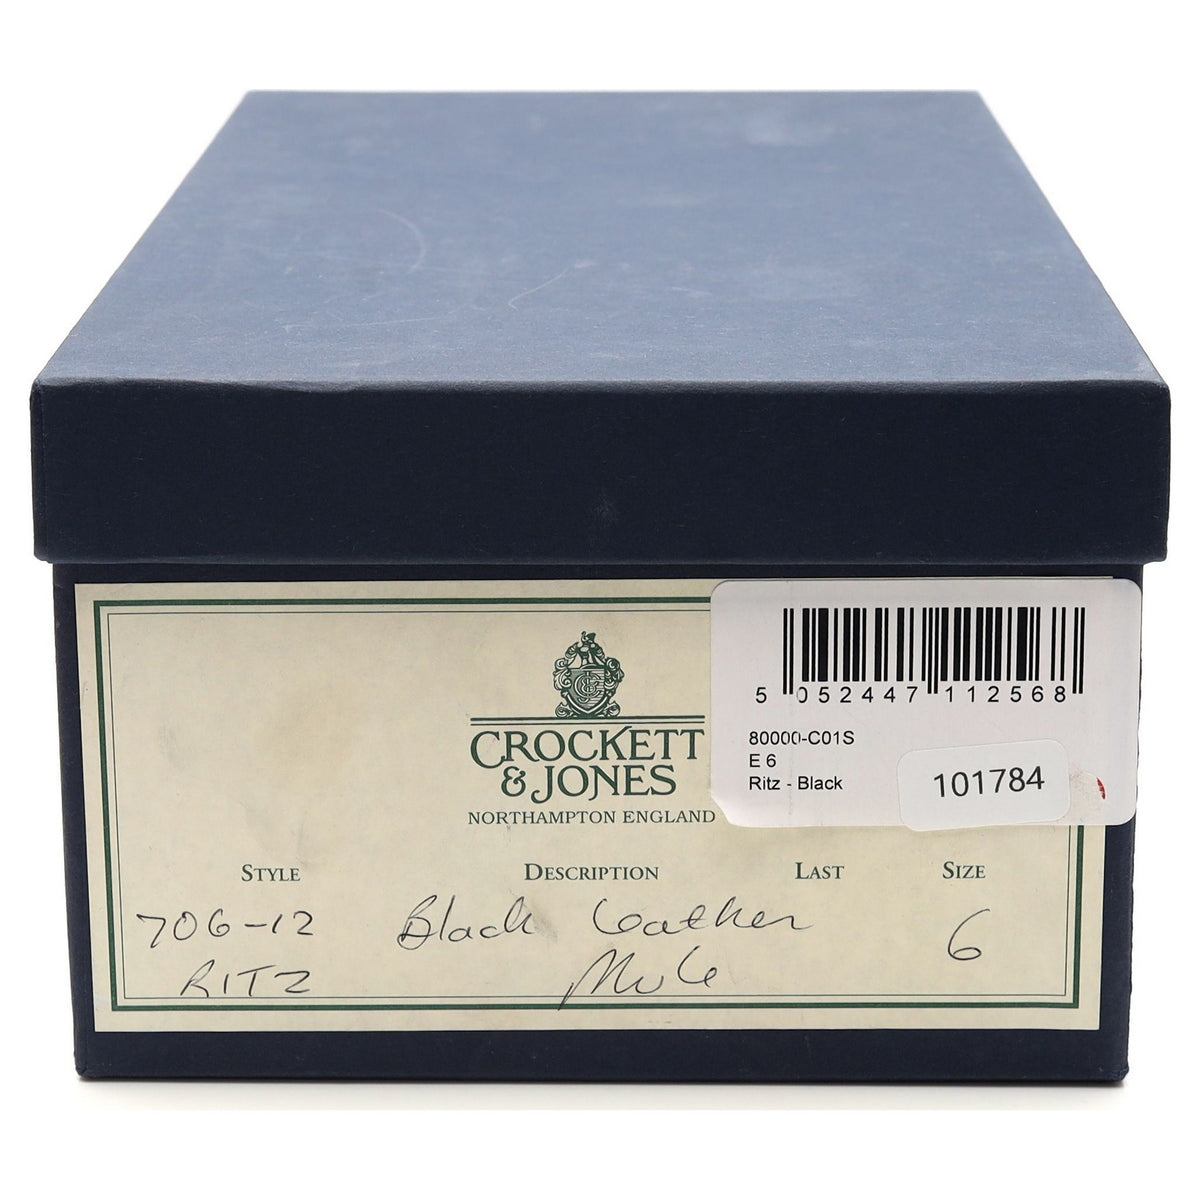 CROCKETT
& JONES
NORTHAMPTON ENGLAND
5 052447 112568
80000-C01S
E 6
Ritz - Black
101784
STYLE DESCRIPTION LAST SIZE
706-12 Black Leather 6
RITZ Mule